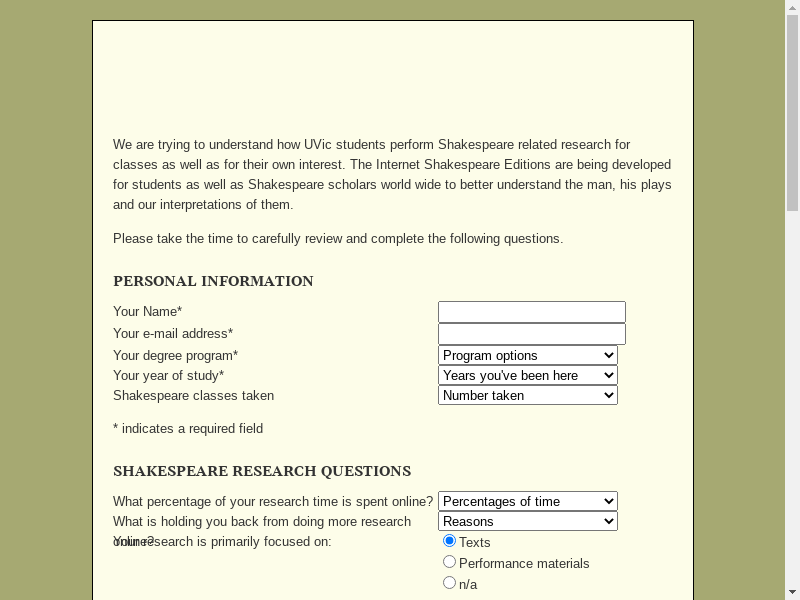 We are trying to understand how UVic students perform Shakespeare related research for
classes as well as for their own interest. The Internet Shakespeare Editions are being developed
for students as well as Shakespeare scholars world wide to better understand the man, his plays
and our interpretations of them.
Please take the time to carefully review and complete the following questions.
PERSONAL INFORMATION
Your Name*
Your e-mail address*
Your degree program* Program options
Your year of study* Years you've been here
Shakespeare classes taken Number taken
* indicates a required field
SHAKESPEARE RESEARCH QUESTIONS
What percentage of your research time is spent online? Percentages of time
What is holding you back from doing more research Reasons
online?
Your research is primarily focused on: Texts
Performance materials
n/a